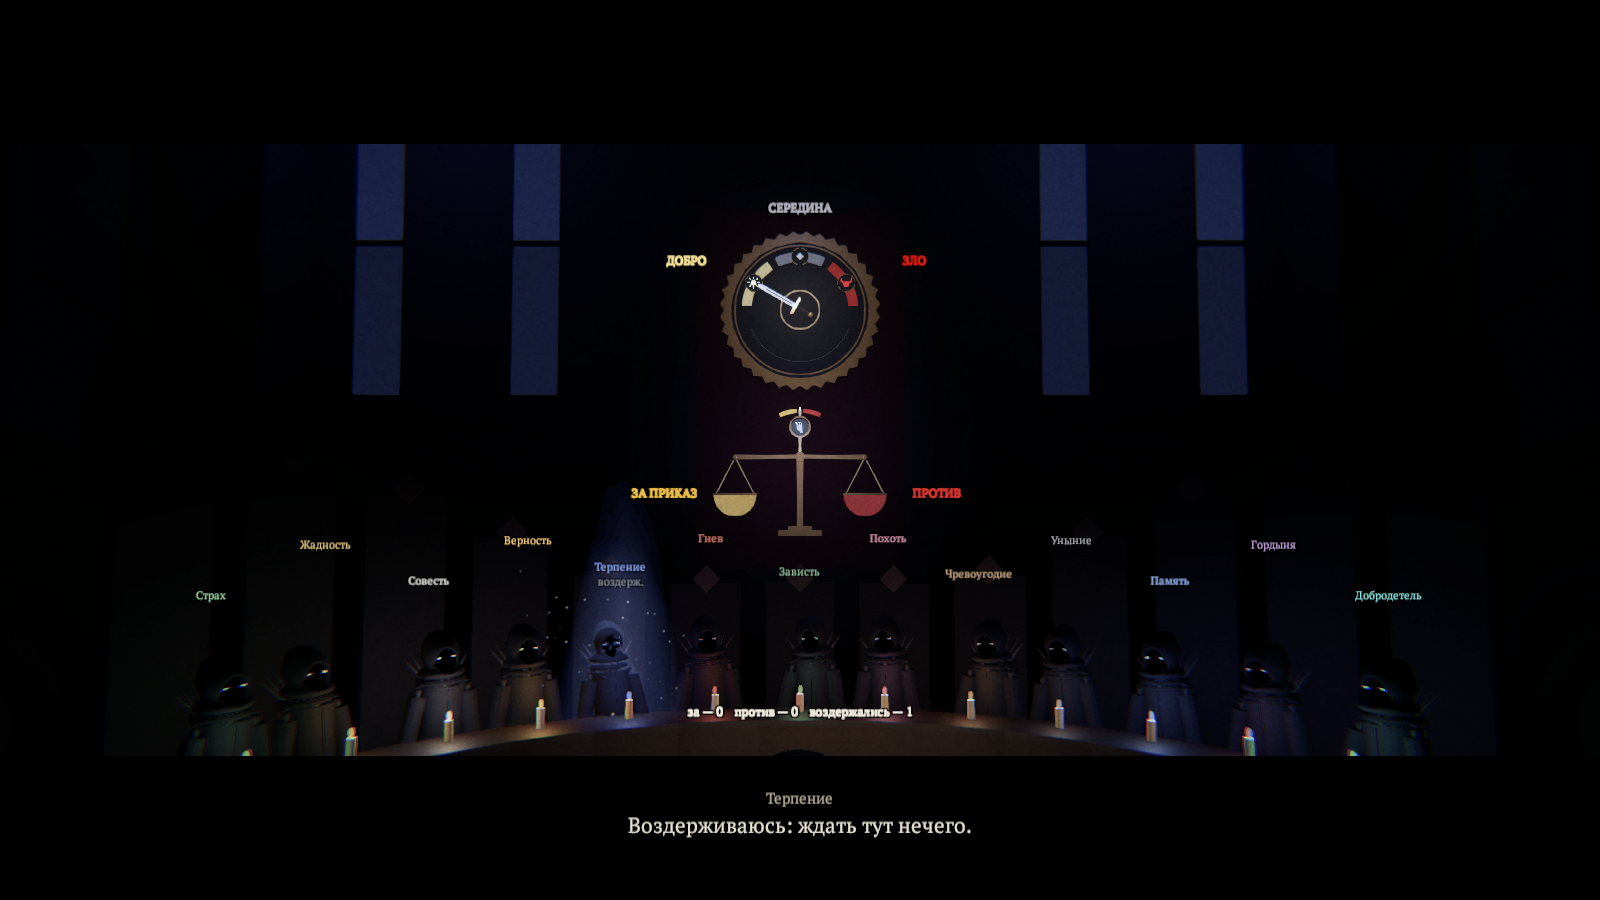 СЕРЕДИНА
ДОБРО
ЗЛО
ЗА ПРИКАЗ
ПРОТИВ
Жадность
Верность
Гнев
Похоть
Уныние
Гордыня
Страх
Совесть
Терпение
воздерж.
Зависть
Чревоугодие
Память
Добродетель
за — 0 против — 0 воздержались — 1
Терпение
Воздерживаюсь: ждать тут нечего.